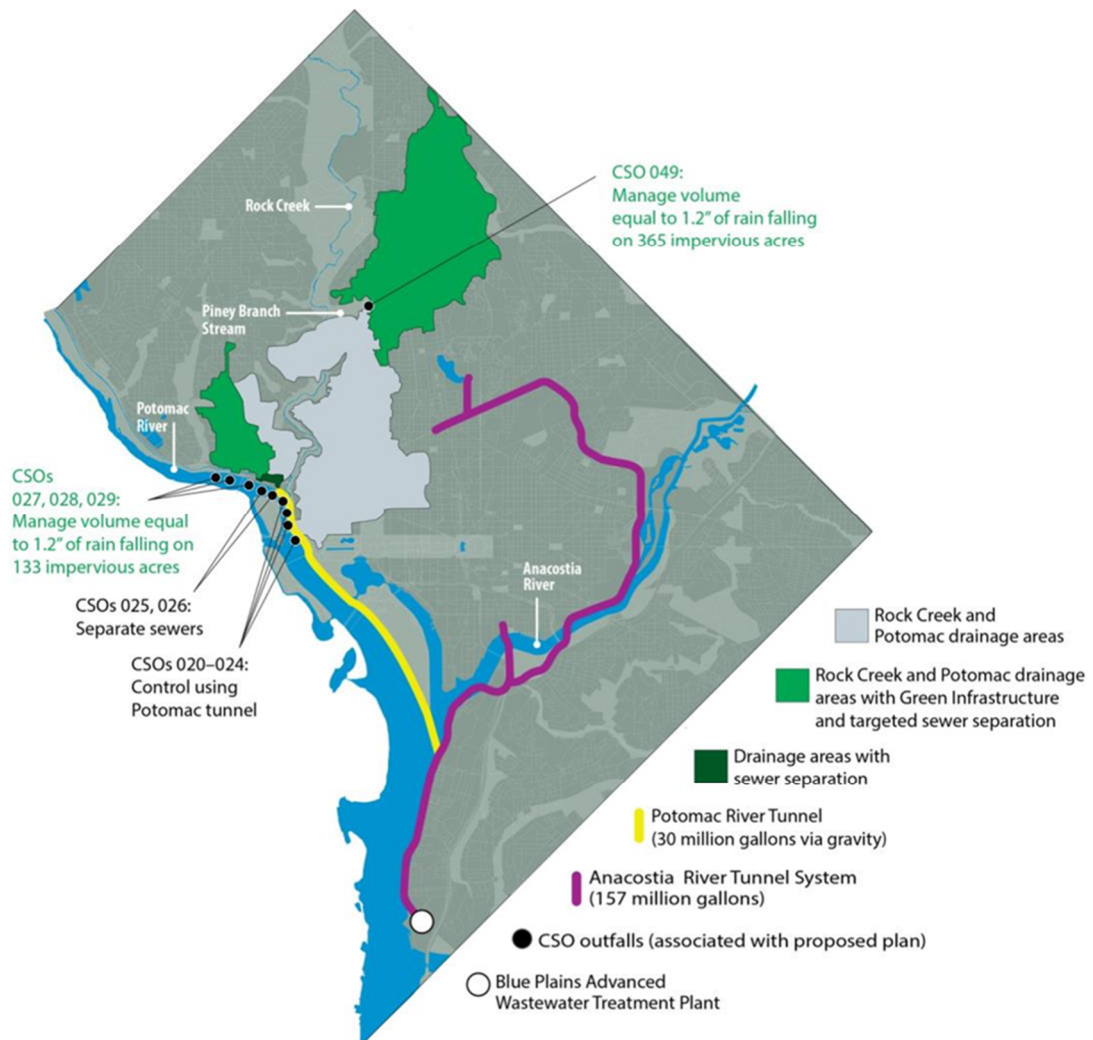 CSO 049:
Manage volume
equal to 1.2” of rain falling
on 365 impervious acres
Rock Creek
Piney Branch
Stream
Potomac
River
CSOs
027, 028, 029:
Manage volume equal
to 1.2” of rain falling on
133 impervious acres
CSOs 025, 026:
Separate sewers
CSOs 020–024:
Control using
Potomac tunnel
Anacostia
River
Rock Creek and
Potomac drainage areas
Rock Creek and Potomac drainage
areas with Green Infrastructure
and targeted sewer separation
Drainage areas with
sewer separation
Potomac River Tunnel
(30 million gallons via gravity)
Anacostia River Tunnel System
(157 million gallons)
CSO outfalls (associated with proposed plan)
Blue Plains Advanced
Wastewater Treatment Plant